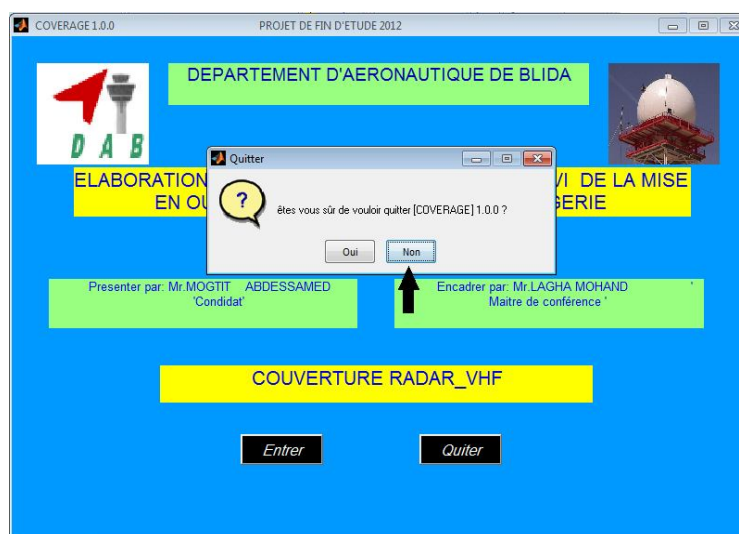 COVERAGE 1.0.0 PROJET DE FIN D'ETUDE 2012
DEPARTEMENT D'AERONAUTIQUE DE BLIDA
D A B
Quitter
ELABORATION VI DE LA MISE
?
êtes vous sûr de vouloir quitter [COVERAGE] 1.0.0 ?
EN GERIE
Oui Non
Presenter par: Mr.MOGTIT ABDESSAMED
'Condidat'
Encadrer par: Mr.LAGHA MOHAND '
Maitre de conférence '
COUVERTURE RADAR_VHF
Entrer Quiter